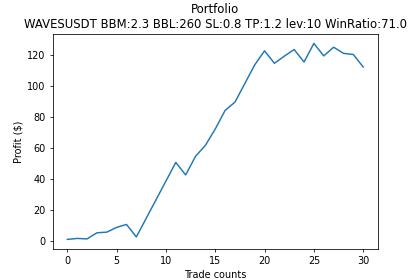 Portfolio
WAVESUSDT BBM:2.3 BBL:260 SL:0.8 TP:1.2 lev:10 WinRatio:71.0
120
100
80
60
40
20
0
Profit ($)
0 5 10 15 20 25 30
Trade counts